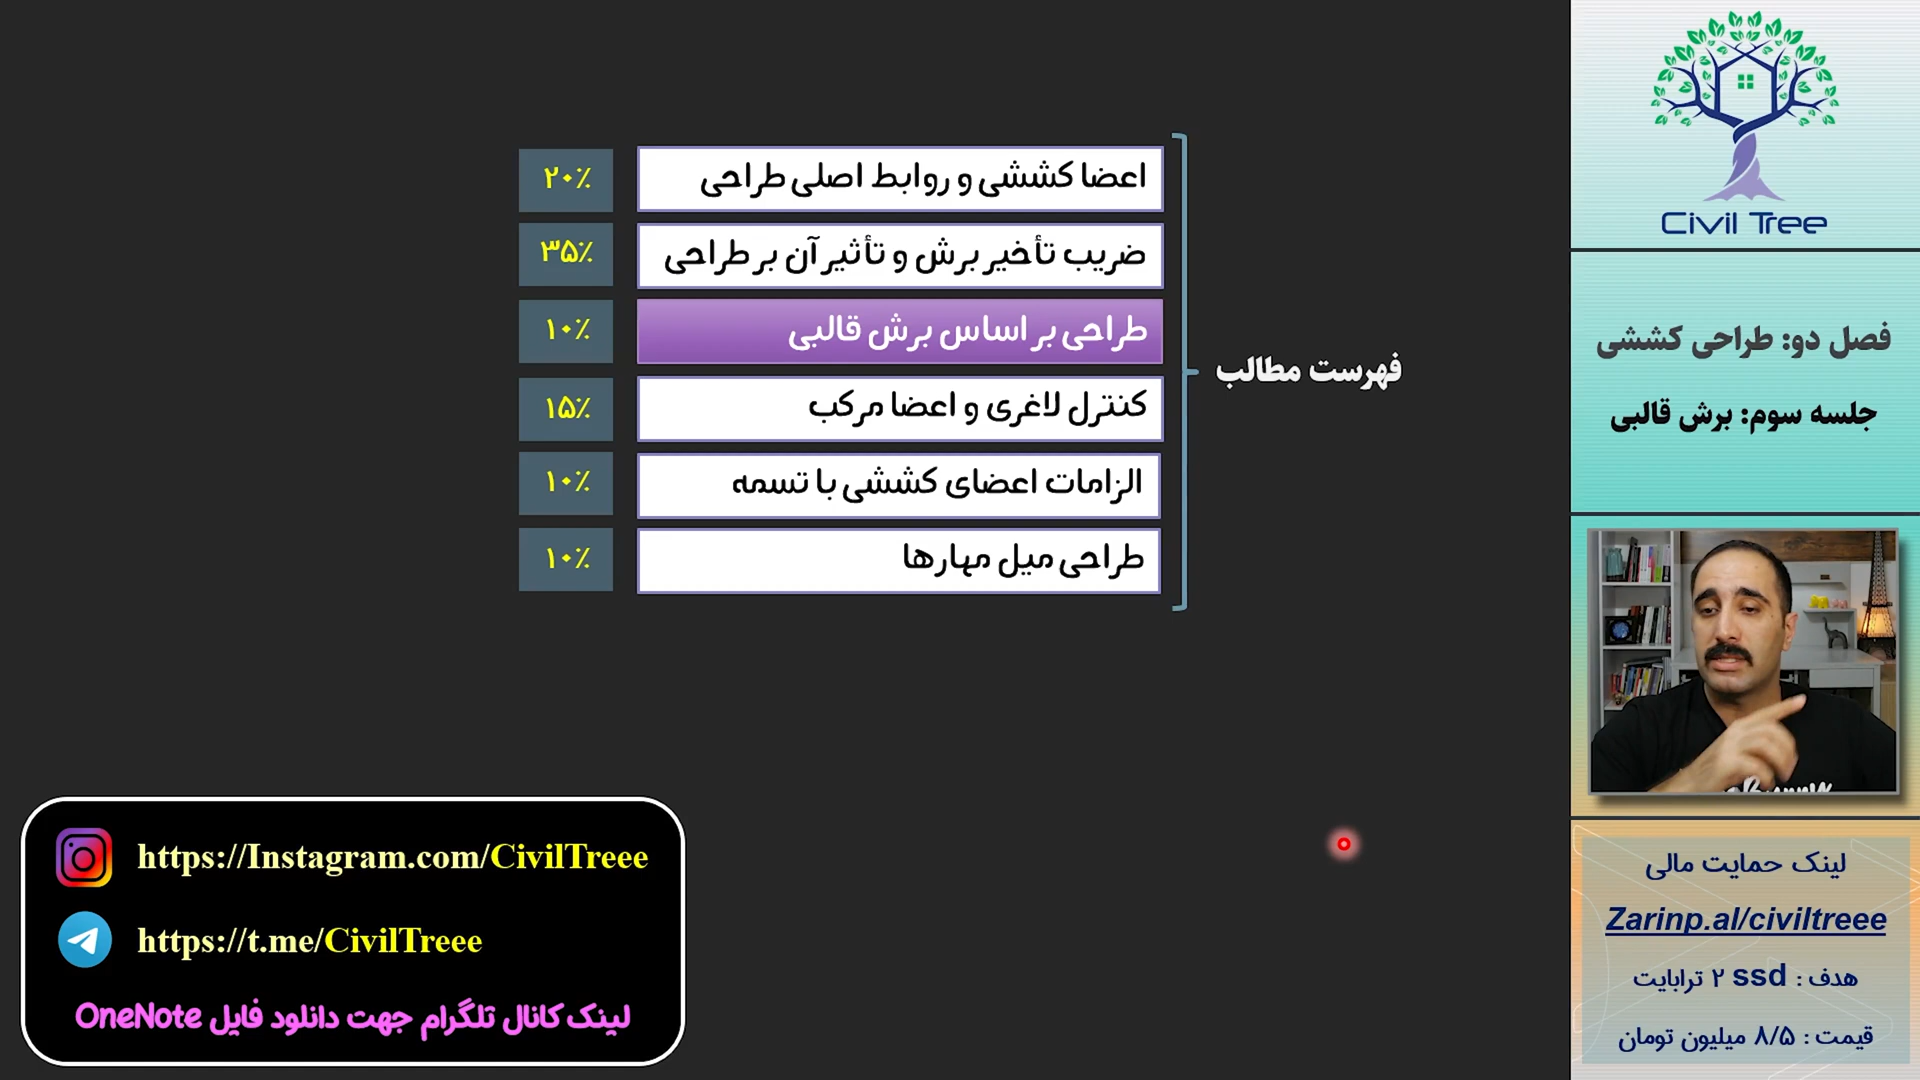 فهرست مطالب
اعضا کششی و روابط اصلی طراحی
۲۰٪
ضریب تأخیر برش و تأثیر آن بر طراحی
۳۵٪
طراحی بر اساس برش قالبی
۱۰٪
کنترل لاغری و اعضا مرکب
۱۵٪
الزامات اعضای کششی با تسمه
۱۰٪
طراحی میل مهارها
۱۰٪
https://Instagram.com/CivilTreee
https://t.me/CivilTreee
لینک کانال تلگرام جهت دانلود فایل OneNote
Civil Tree
فصل دو: طراحی کششی
جلسه سوم: برش قالبی
لینک حمایت مالی
Zarinp.al/civiltreee
هدف : ssd ۲ ترابایت
قیمت : ۸/۵ میلیون تومان